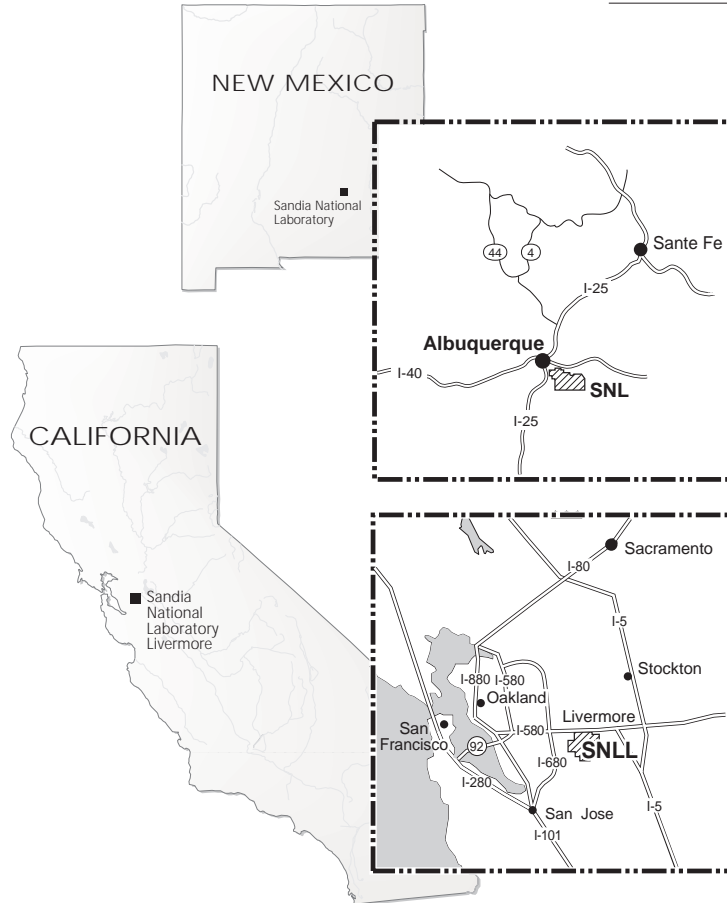 NEW MEXICO
Sandia National
Laboratory
44
4
Sante Fe
I-25
Albuquerque
I-40
SNL
I-25
CALIFORNIA
Sandia
National
Laboratory
Livermore
Sacramento
I-80
I-5
Stockton
I-880
I-580
Oakland
Livermore
San
Francisco
92
I-580
SNLL
I-680
I-280
I-5
San Jose
I-101